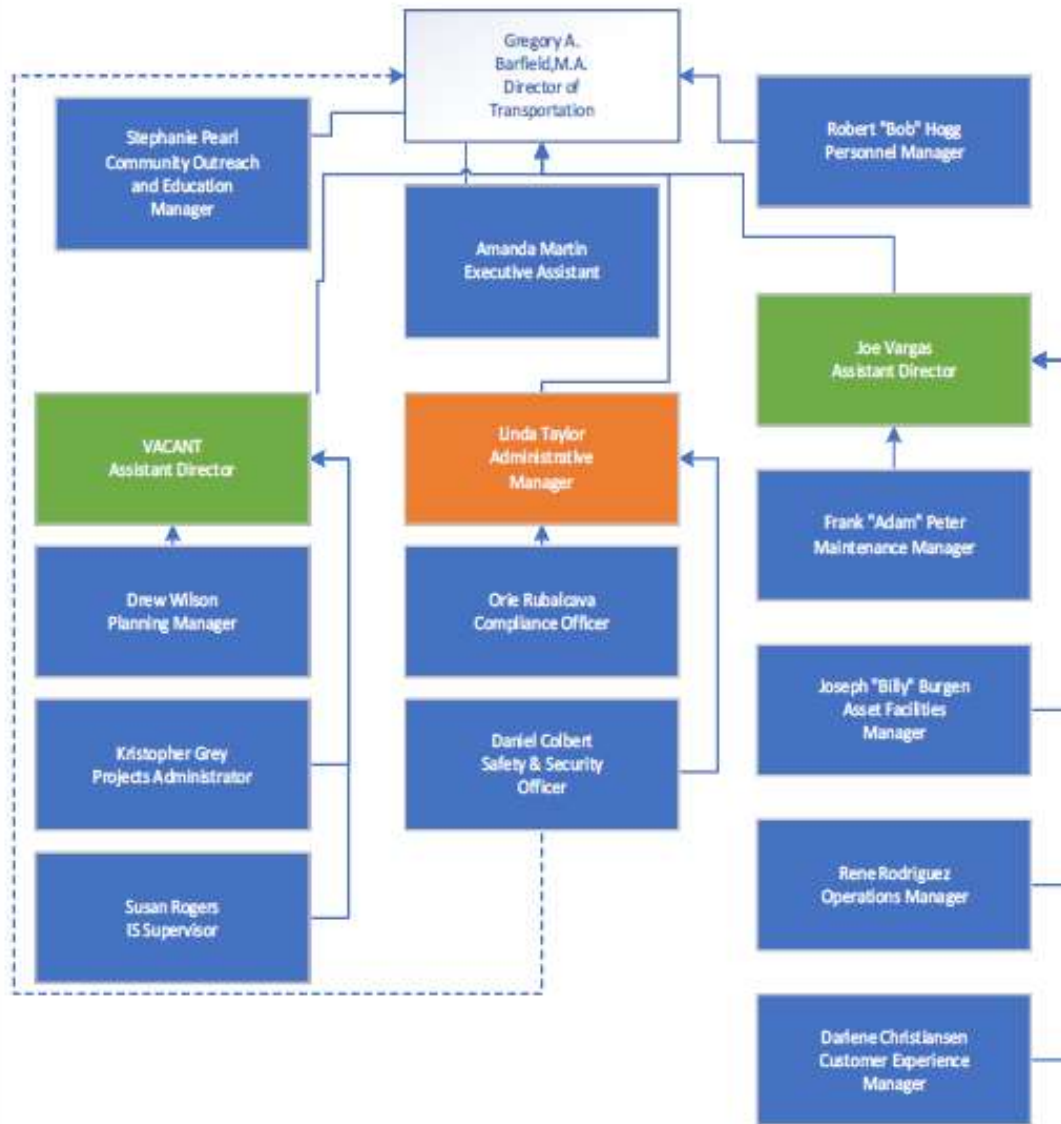 Gregory A.
Barfield,M.A.
Director of
Transportation
Stephanie Pearl
Community Outreach
and Education
Manager
Robert "Bob" Hogg
Personnel Manager
Amanda Martin
Executive Assistant
Joe Vargas
Assistant Director
VACANT
Assistant Director
Linda Taylor
Administrative
Manager
Frank "Adam" Peter
Maintenance Manager
Drew Wilson
Planning Manager
Orie Rubalcava
Compliance Officer
Joseph "Billy" Burgen
Asset Facilities
Manager
Kristopher Grey
Projects Administrator
Daniel Colbert
Safety & Security
Officer
Rene Rodriguez
Operations Manager
Susan Rogers
IS Supervisor
Darlene Christiansen
Customer Experience
Manager